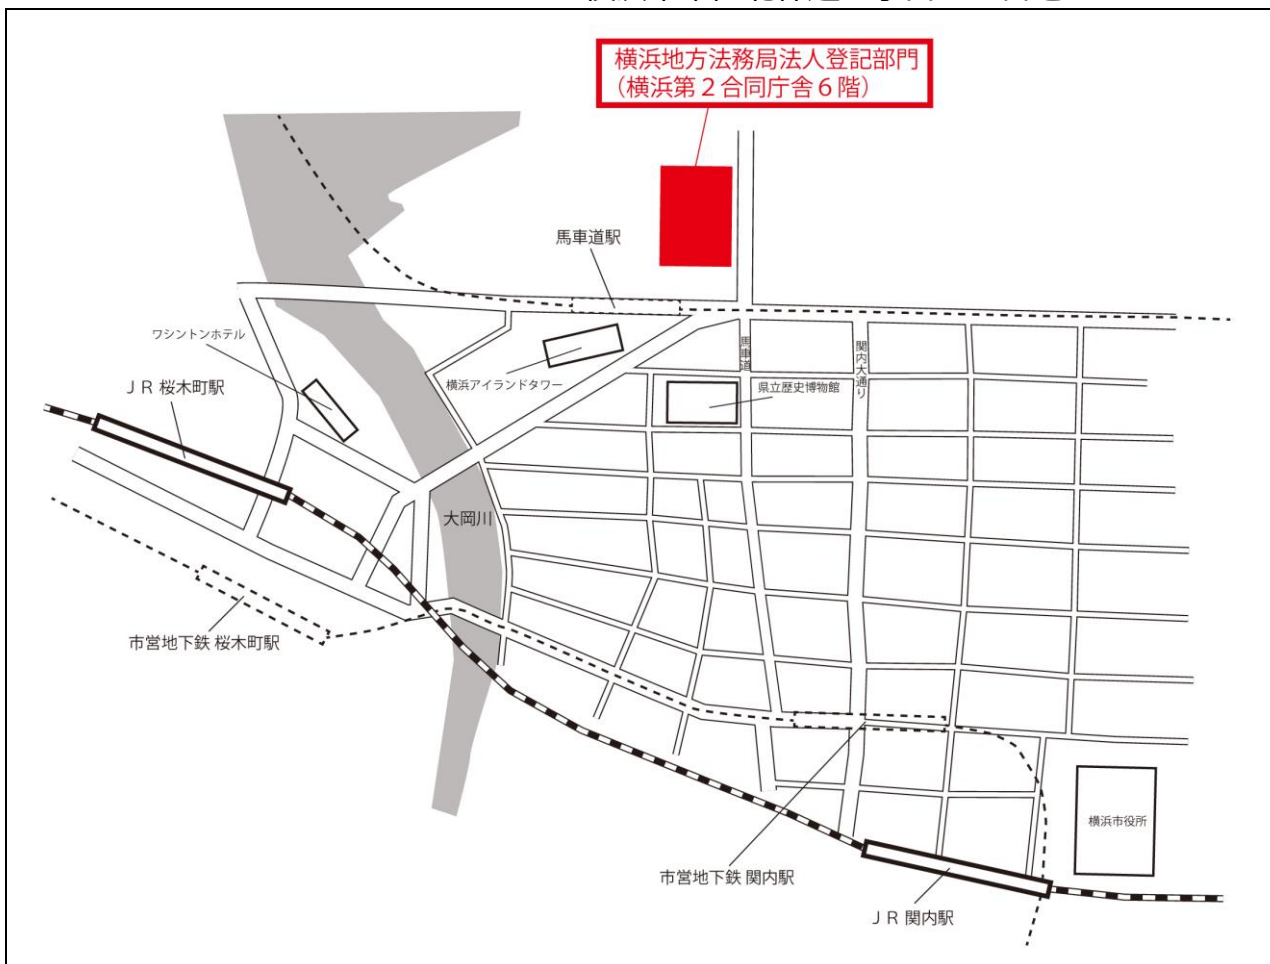 横浜地方法務局法人登記部門
（横浜第２合同庁舎６階）
馬車道駅
ワシントンホテル
ＪＲ 桜木町駅
横浜アイランドタワー
馬車道
関内大通り
県立歴史博物館
大岡川
市営地下鉄 桜木町駅
横浜市役所
市営地下鉄 関内駅
ＪＲ 関内駅